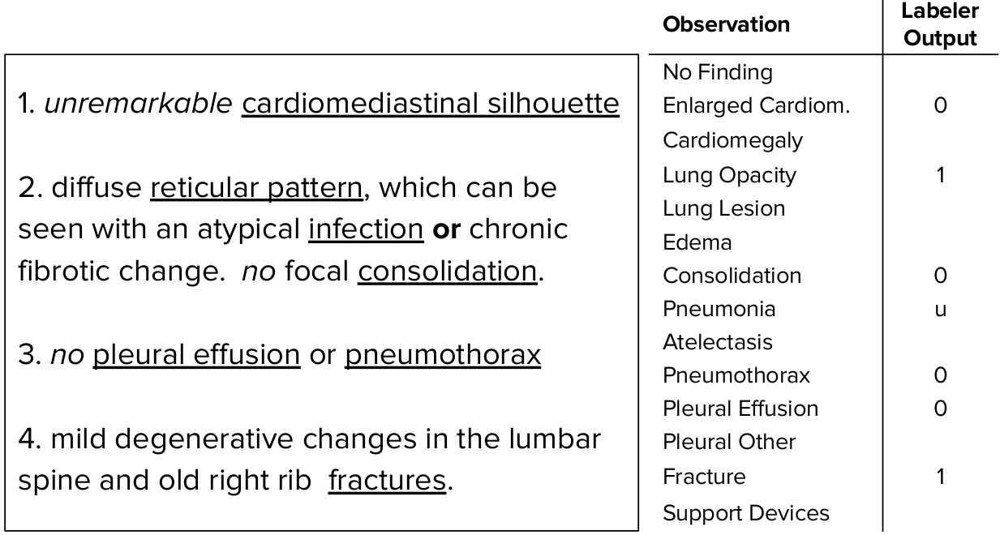 1. unremarkable cardiomediastinal silhouette
2. diffuse reticular pattern, which can be
seen with an atypical infection or chronic
fibrotic change. no focal consolidation.
3. no pleural effusion or pneumothorax
4. mild degenerative changes in the lumbar
spine and old right rib fractures.
Observation Labeler Output
No Finding
Enlarged Cardiom. 0
Cardiomegaly
Lung Opacity 1
Lung Lesion
Edema
Consolidation 0
Pneumonia u
Atelectasis
Pneumothorax 0
Pleural Effusion 0
Pleural Other
Fracture 1
Support Devices